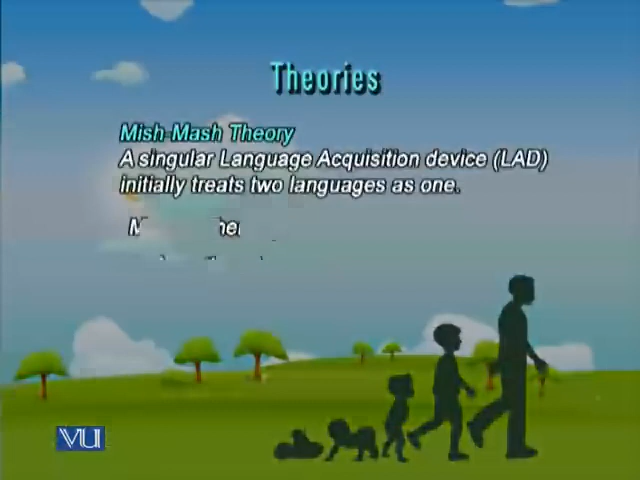 Theories
Mish-Mash Theory
A singular Language Acquisition device (LAD)
initially treats two languages as one.
VU